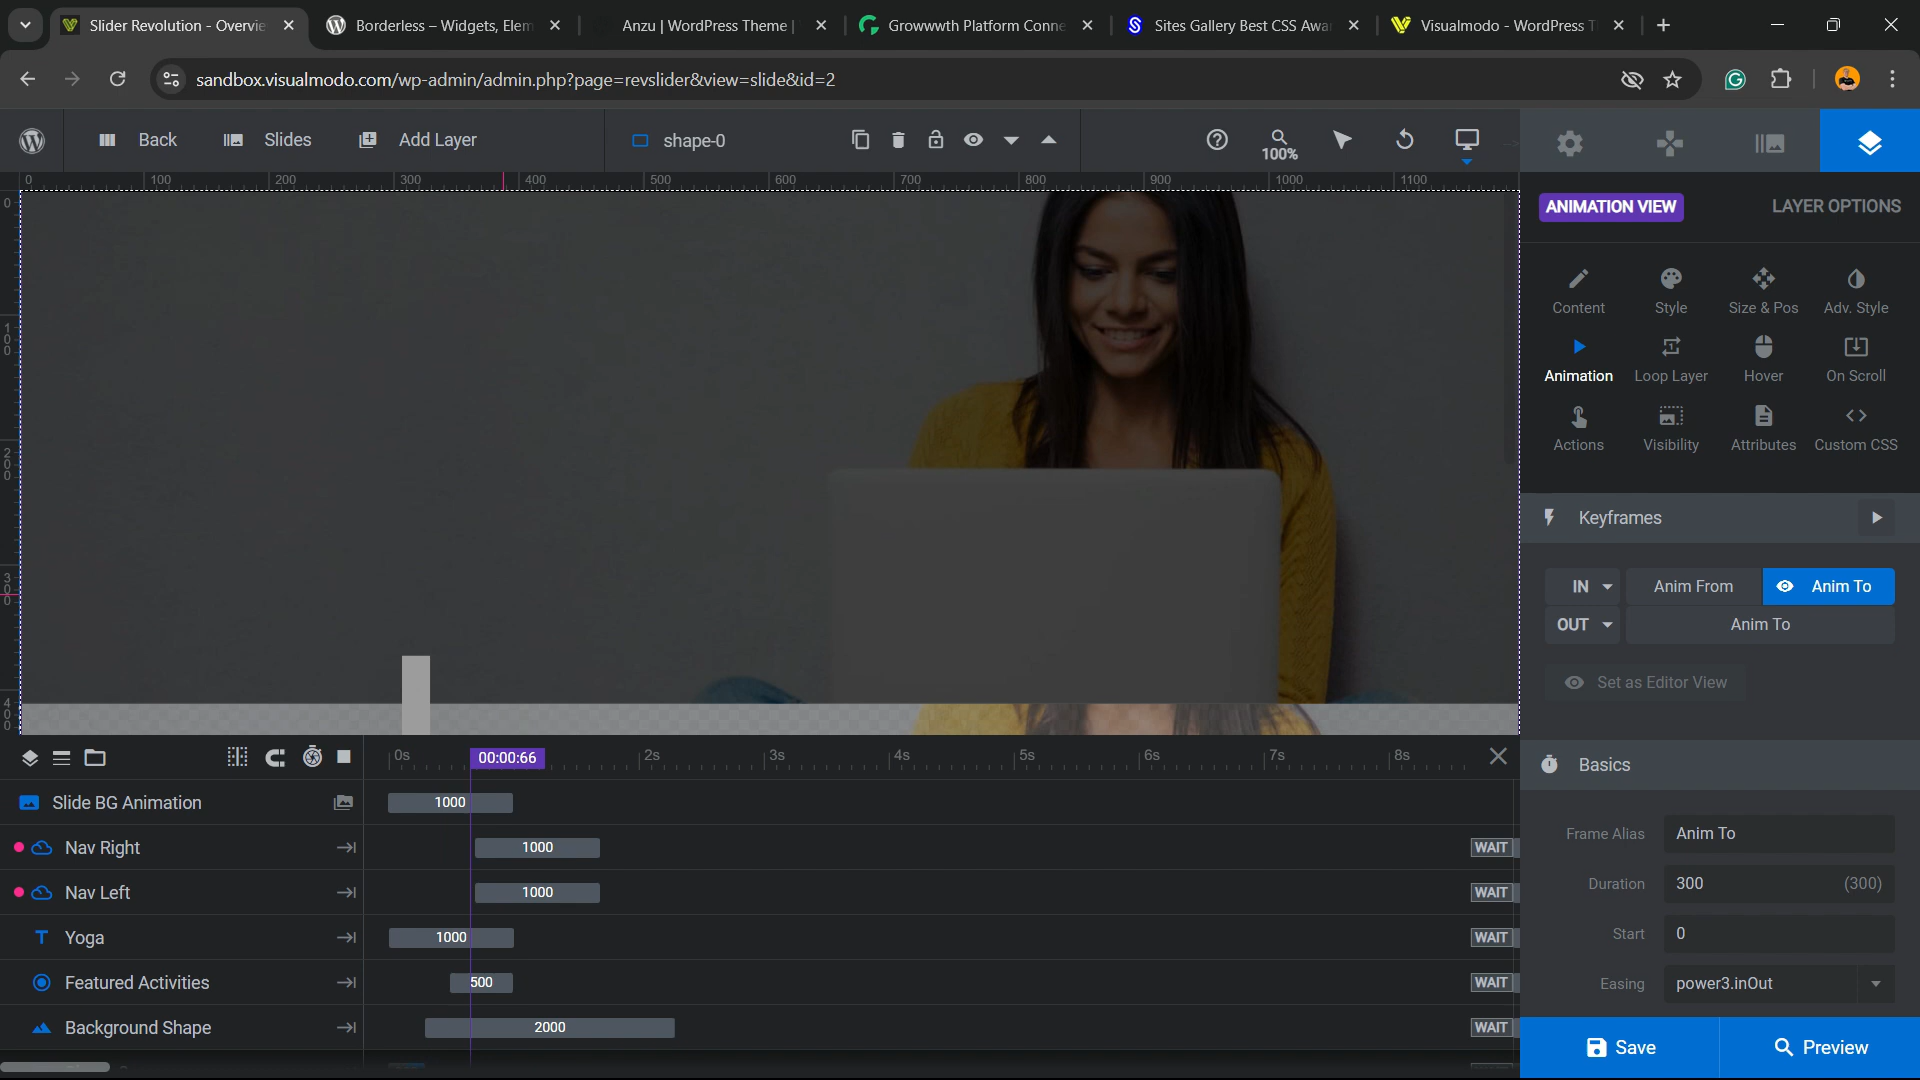 Slider Revolution - Overvie
Borderless – Widgets, Elem
Anzu | WordPress Theme |
Growwwth Platform Conne
Sites Gallery Best CSS Awa
Visualmodo - WordPress T
sandbox.visualmodo.com/wp-admin/admin.php?page=revslider&view=slide&id=2
Back
Slides
Add Layer
shape-0
100%
0 100 200 300 400 500 600 700 800 900 1000 1100
0
100
200
300
400
ANIMATION VIEW
LAYER OPTIONS
Content Style Size & Pos Adv. Style
Animation Loop Layer Hover On Scroll
Actions Visibility Attributes Custom CSS
Keyframes
IN Anim From Anim To
OUT Anim To
Set as Editor View
Basics
Frame Alias Anim To
Duration 300 (300)
Start 0
Easing power3.inOut
Save
Preview
0s 00:00:66 2s 3s 4s 5s 6s 7s 8s
Slide BG Animation 1000
Nav Right 1000 WAIT
Nav Left 1000 WAIT
Yoga 1000 WAIT
Featured Activities 500 WAIT
Background Shape 2000 WAIT